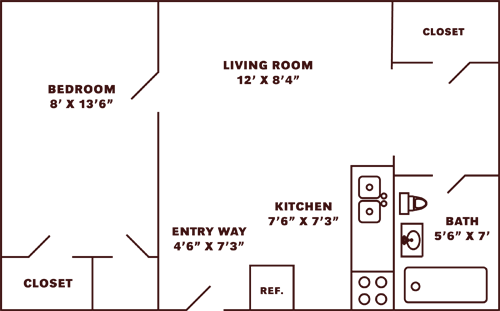 CLOSET
LIVING ROOM
12' X 8'4”
BEDROOM
8' X 13'6”
KITCHEN
7'6” X 7'3”
BATH
5'6” X 7'
ENTRY WAY
4'6” X 7'3”
CLOSET
REF.